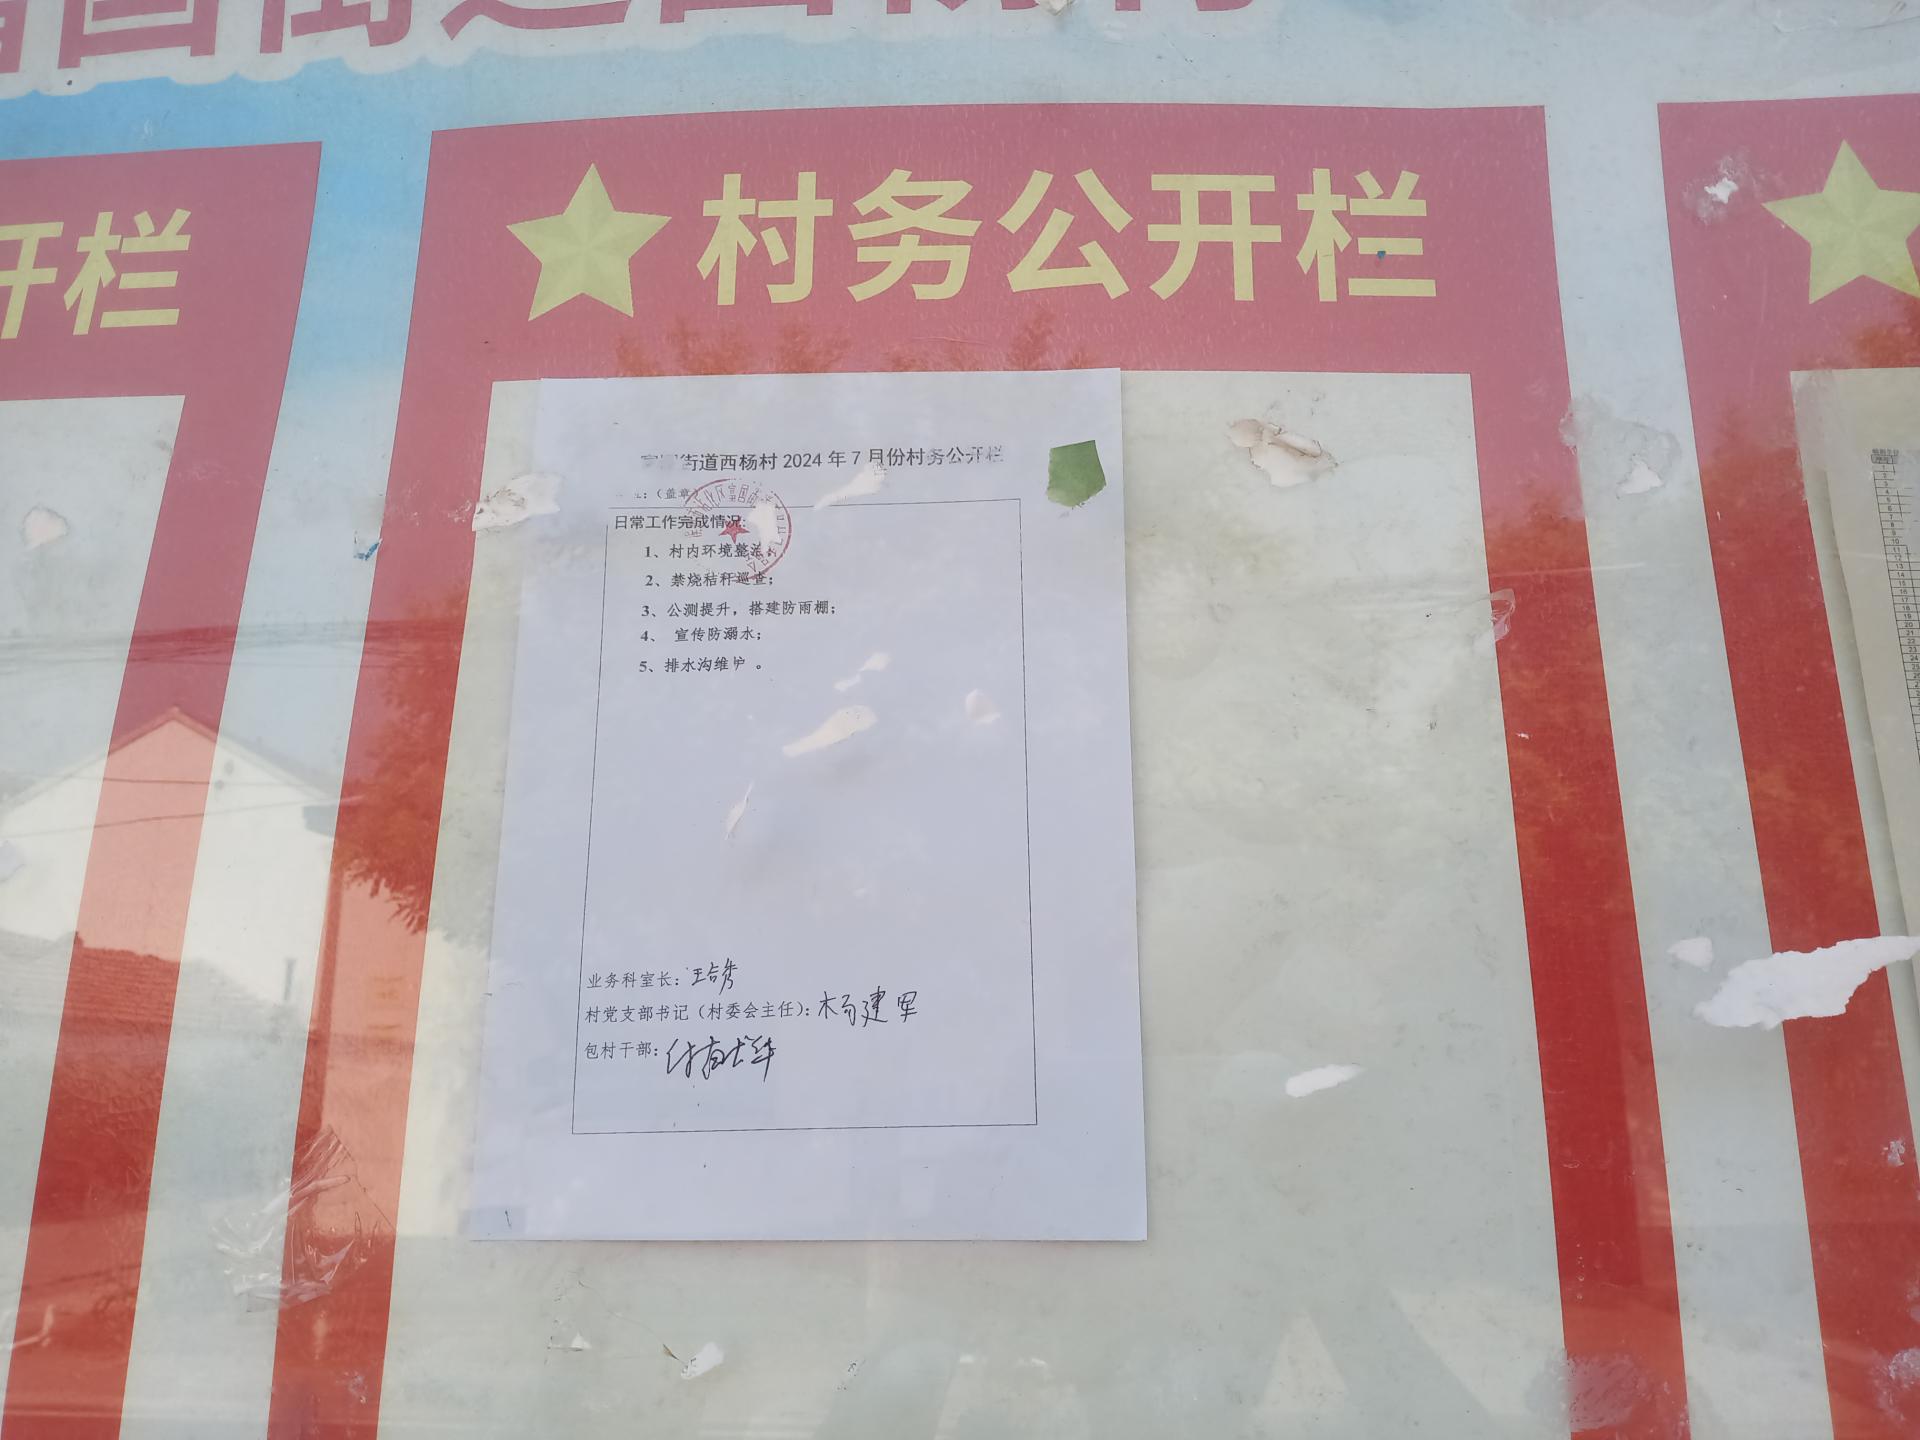 村务公开栏
开栏
街道西杨村 2024 年 7 月份村务公开栏
：（盖章）
日常工作完成情况:
1、村内环境整治；
2、禁烧秸秆巡查；
3、公测提升，搭建防雨棚；
4、 宣传防溺水；
5、排水沟维护 。
业务科室长：
村党支部书记（村委会主任）：杨建军
包村干部：